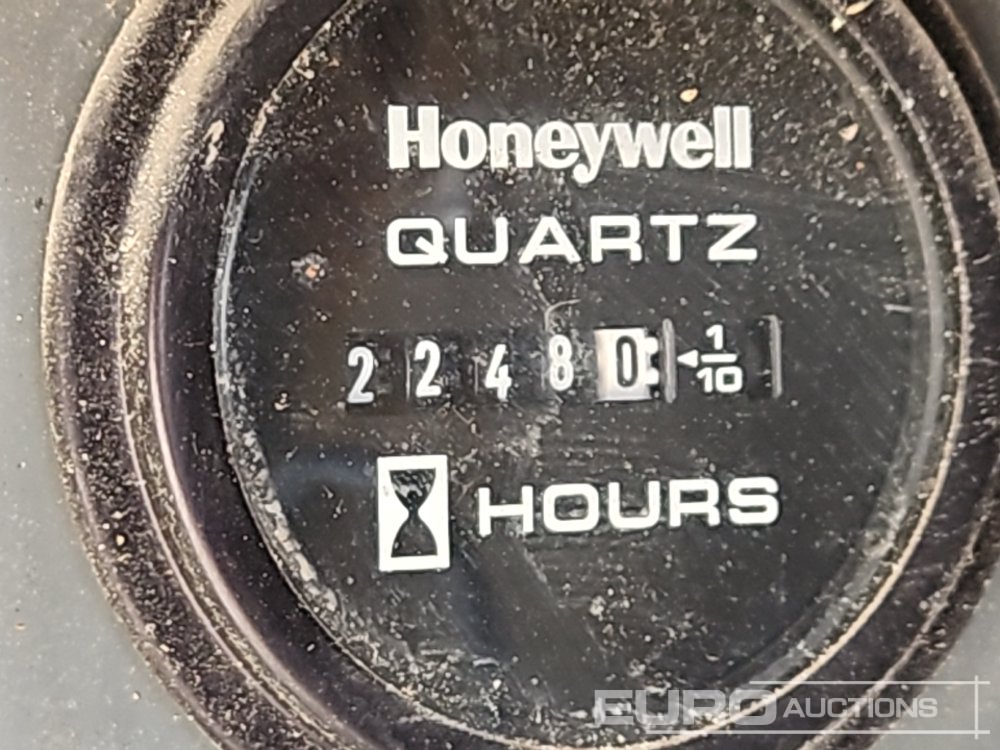 Honeywell
QUARTZ
2 2 4 8 0 ◄ 1/10
HOURS
EURO AUCTIONS